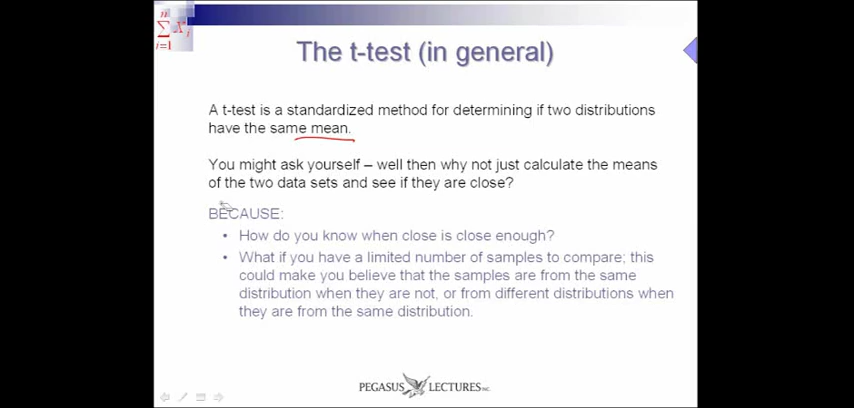 n
∑ Xi
i=1
The t-test (in general)
A t-test is a standardized method for determining if two distributions
have the same mean.
You might ask yourself – well then why not just calculate the means
of the two data sets and see if they are close?
BECAUSE:
• How do you know when close is close enough?
• What if you have a limited number of samples to compare; this
could make you believe that the samples are from the same
distribution when they are not, or from different distributions when
they are from the same distribution.
PEGASUS LECTURES INC.